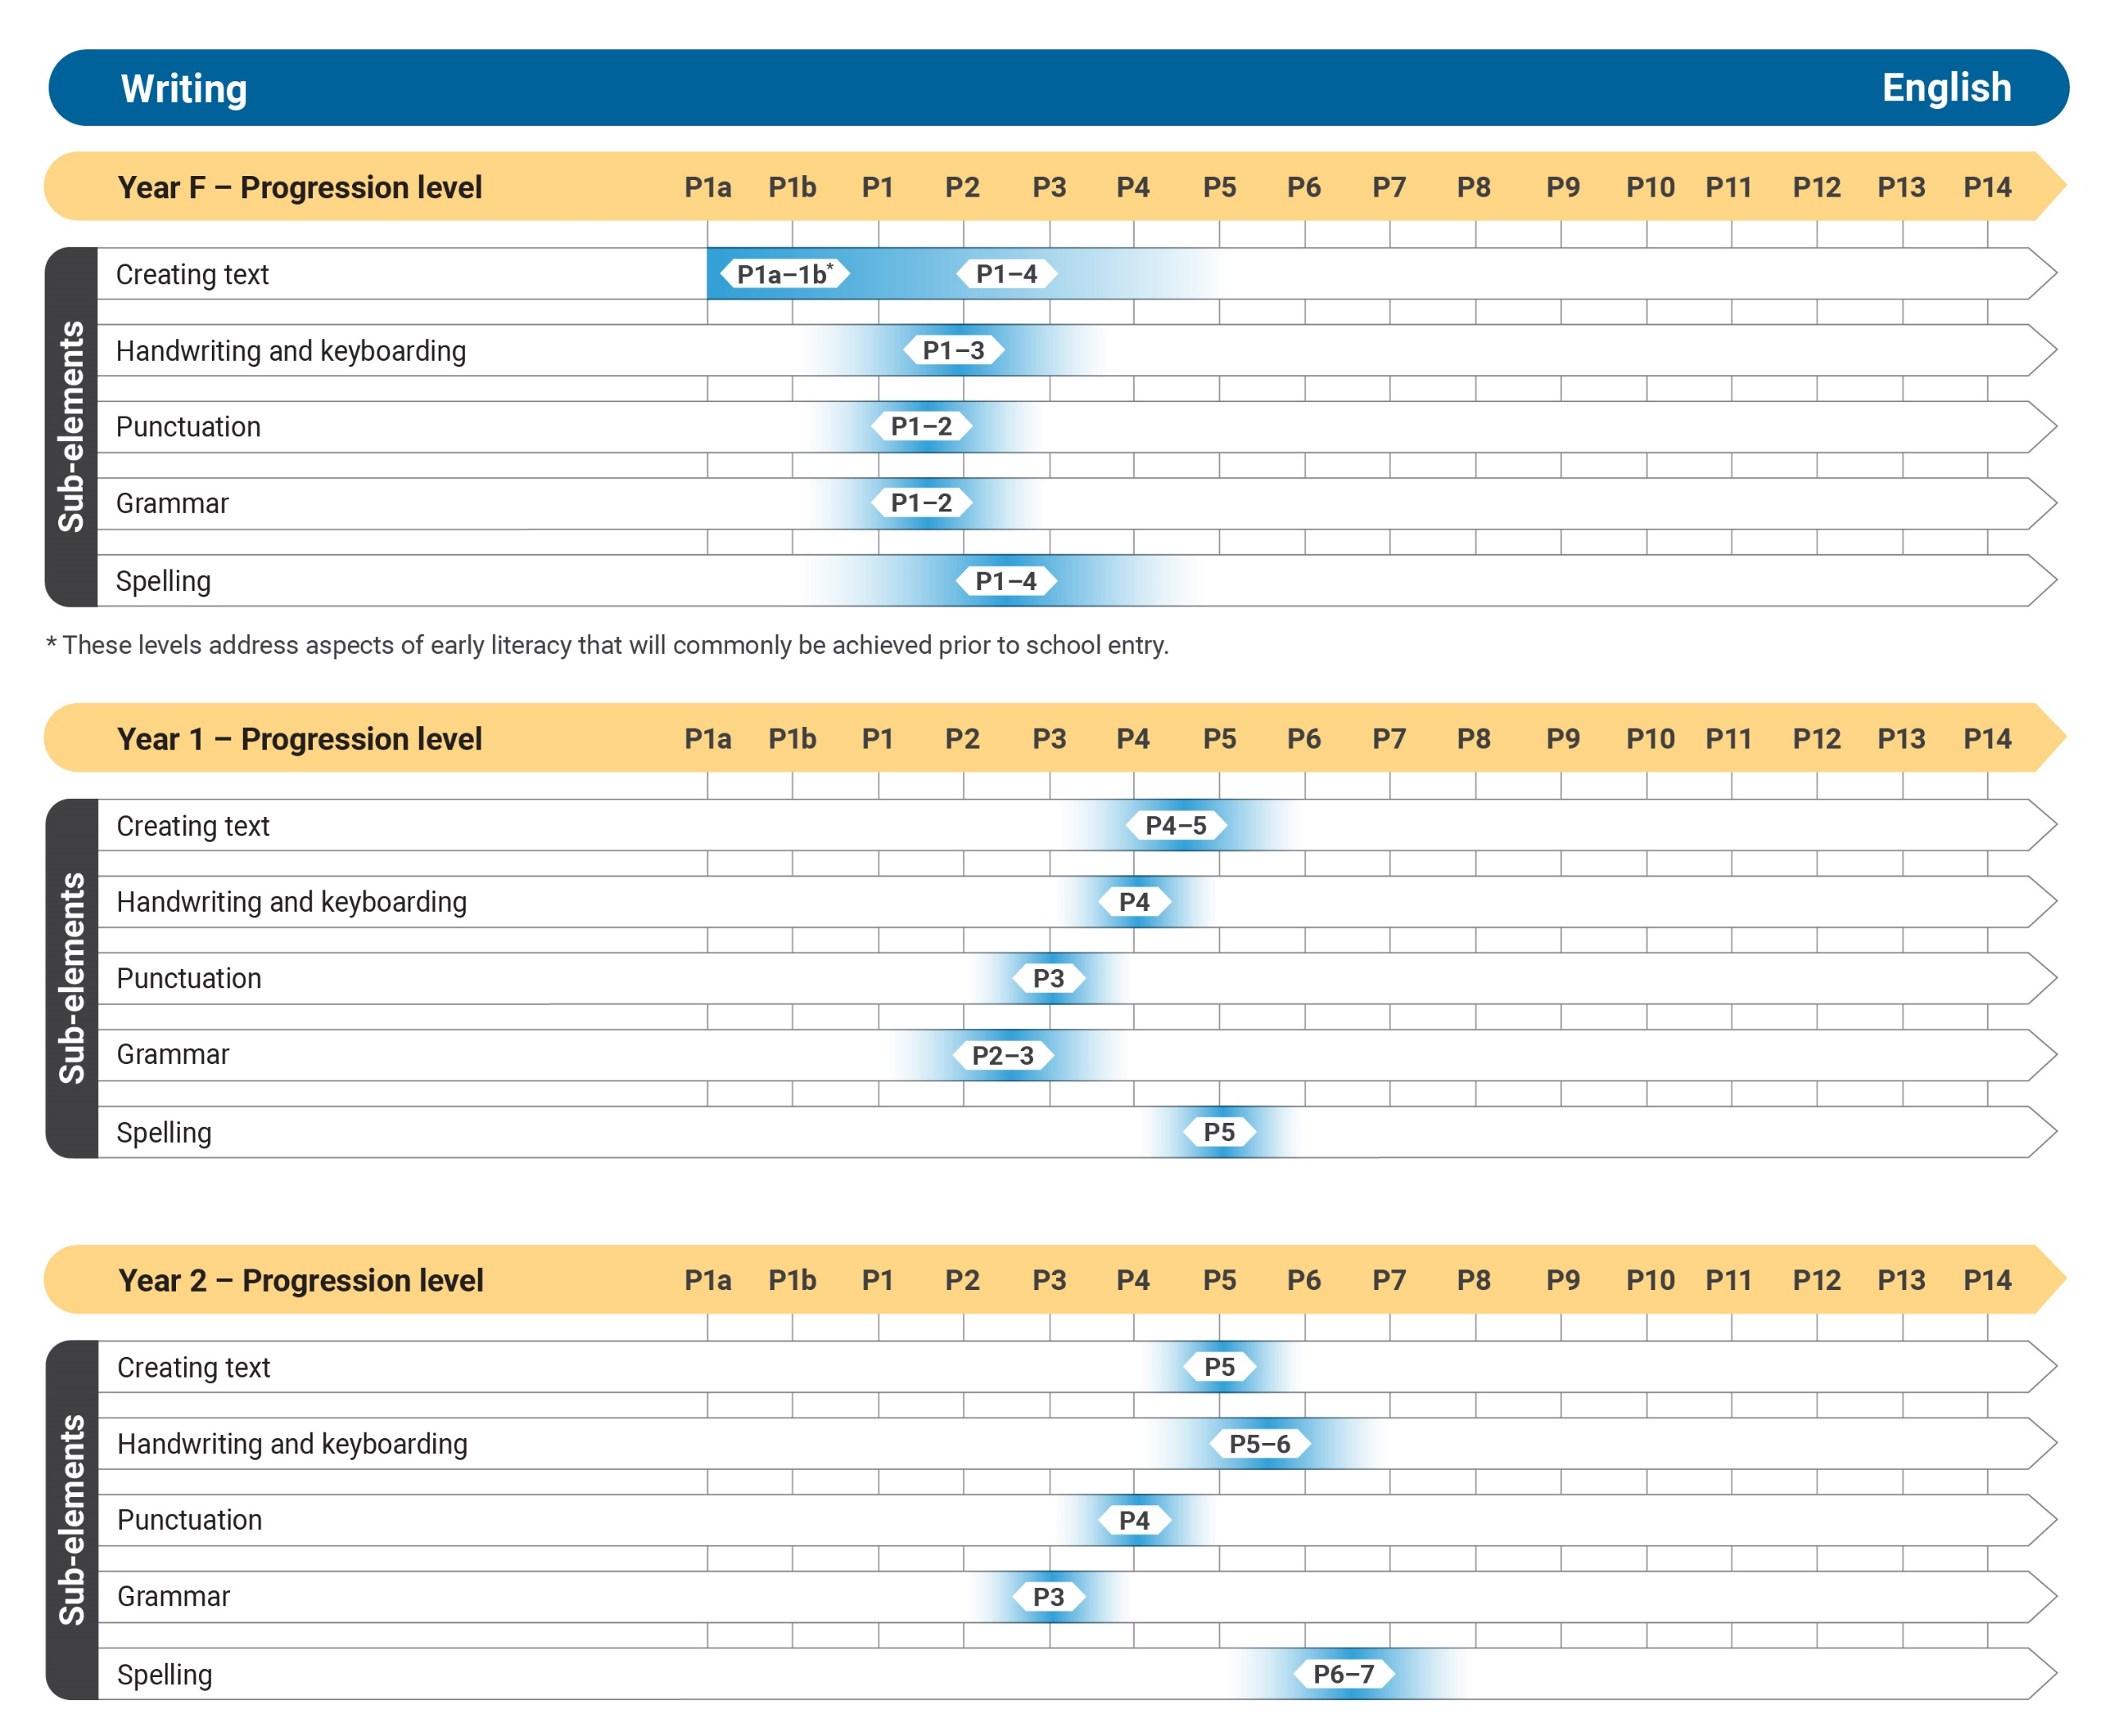 Writing English
Year F – Progression level P1a P1b P1 P2 P3 P4 P5 P6 P7 P8 P9 P10 P11 P12 P13 P14
Sub-elements
Creating text P1a–1b* P1–4
Handwriting and keyboarding P1–3
Punctuation P1–2
Grammar P1–2
Spelling P1–4
* These levels address aspects of early literacy that will commonly be achieved prior to school entry.
Year 1 – Progression level P1a P1b P1 P2 P3 P4 P5 P6 P7 P8 P9 P10 P11 P12 P13 P14
Sub-elements
Creating text P4–5
Handwriting and keyboarding P4
Punctuation P3
Grammar P2–3
Spelling P5
Year 2 – Progression level P1a P1b P1 P2 P3 P4 P5 P6 P7 P8 P9 P10 P11 P12 P13 P14
Sub-elements
Creating text P5
Handwriting and keyboarding P5–6
Punctuation P4
Grammar P3
Spelling P6–7